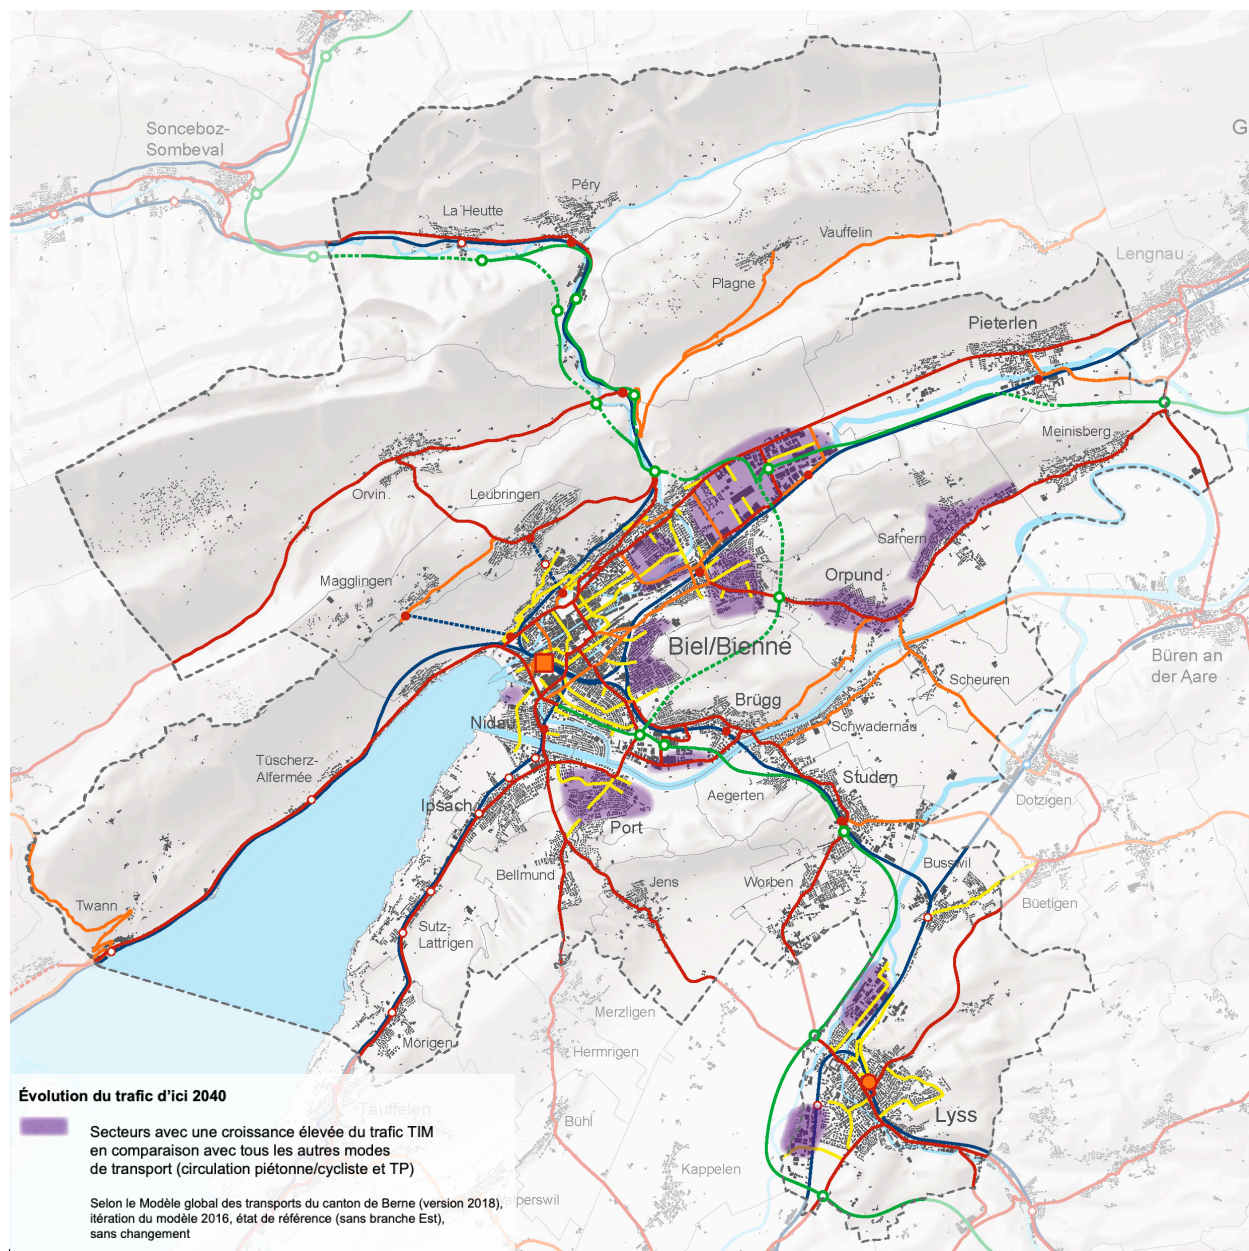 Sonceboz-
Sombeval
G
Péry
La Heutte
Vauffelin
Lengnau
Plagne
Pieterlen
Meinisberg
Orvin
Leubringen
Safnern
Magglingen
Orpund
Biel/Bienne
Büren an
der Aare
Scheuren
Brügg
Nidau
Schwadernau
Tüscherz-
Alfermée
Studen
Aegerten
Dotzigen
Ipsach
Port
Busswil
Bellmund
Jens
Worben
Büetigen
Twann
Sutz-
Lattrigen
Merzligen
Mörigen
Hermrigen
Täuffelen
Bühl
Lyss
Kappelen
Évolution du trafic d'ici 2040
Secteurs avec une croissance élevée du trafic TIM
en comparaison avec tous les autres modes
de transport (circulation piétonne/cycliste et TP)
Selon le Modèle global des transports du canton de Berne (version 2018),
itération du modèle 2016, état de référence (sans branche Est),
sans changement
alperswil